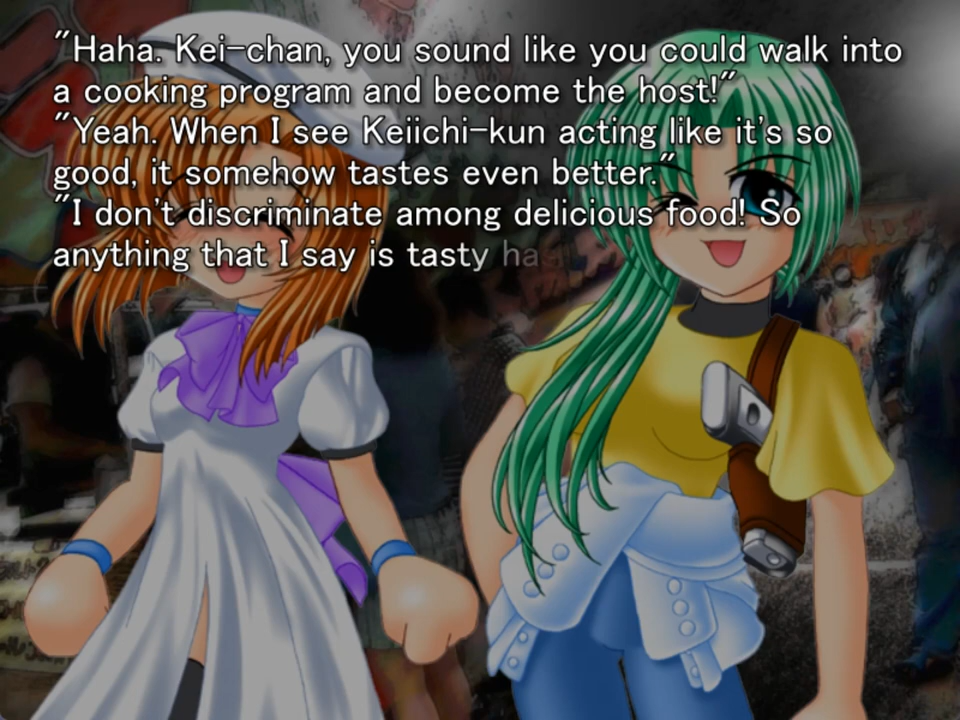 "Haha. Kei-chan, you sound like you could walk into
a cooking program and become the host!"
"Yeah. When I see Keiichi-kun acting like it's so
good, it somehow tastes even better."
"I don't discriminate among delicious food! So
anything that I say is tasty ha